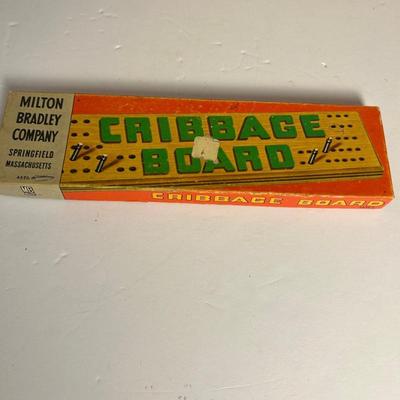 MILTON
BRADLEY
COMPANY
SPRINGFIELD
MASSACHUSETTS
CRIBBAGE
BOARD
CRIBBAGE BOARD